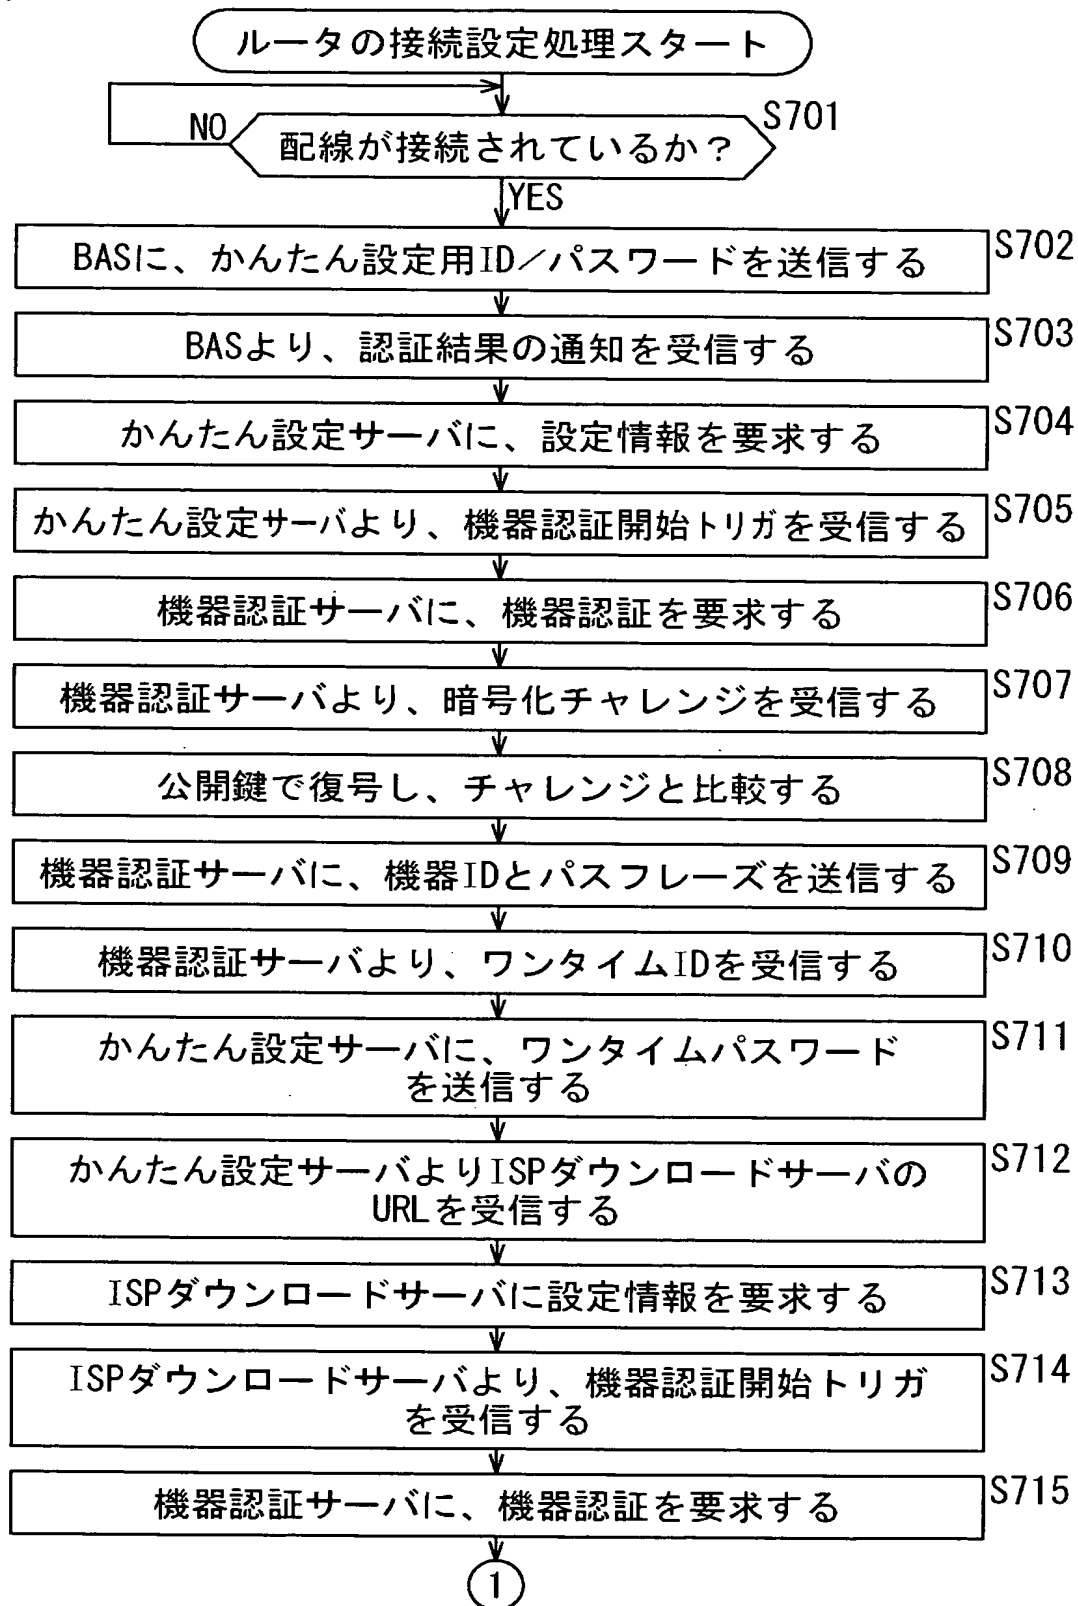 ルータの接続設定処理スタート
S701
NO
配線が接続されているか？
YES
S702
BASに、かんたん設定用ID／パスワードを送信する
S703
BASより、認証結果の通知を受信する
S704
かんたん設定サーバに、設定情報を要求する
S705
かんたん設定サーバより、機器認証開始トリガを受信する
S706
機器認証サーバに、機器認証を要求する
S707
機器認証サーバより、暗号化チャレンジを受信する
S708
公開鍵で復号し、チャレンジと比較する
S709
機器認証サーバに、機器IDとパスフレーズを送信する
S710
機器認証サーバより、ワンタイムIDを受信する
S711
かんたん設定サーバに、ワンタイムパスワード
を送信する
S712
かんたん設定サーバよりISPダウンロードサーバの
URLを受信する
S713
ISPダウンロードサーバに設定情報を要求する
S714
ISPダウンロードサーバより、機器認証開始トリガ
を受信する
S715
機器認証サーバに、機器認証を要求する
1